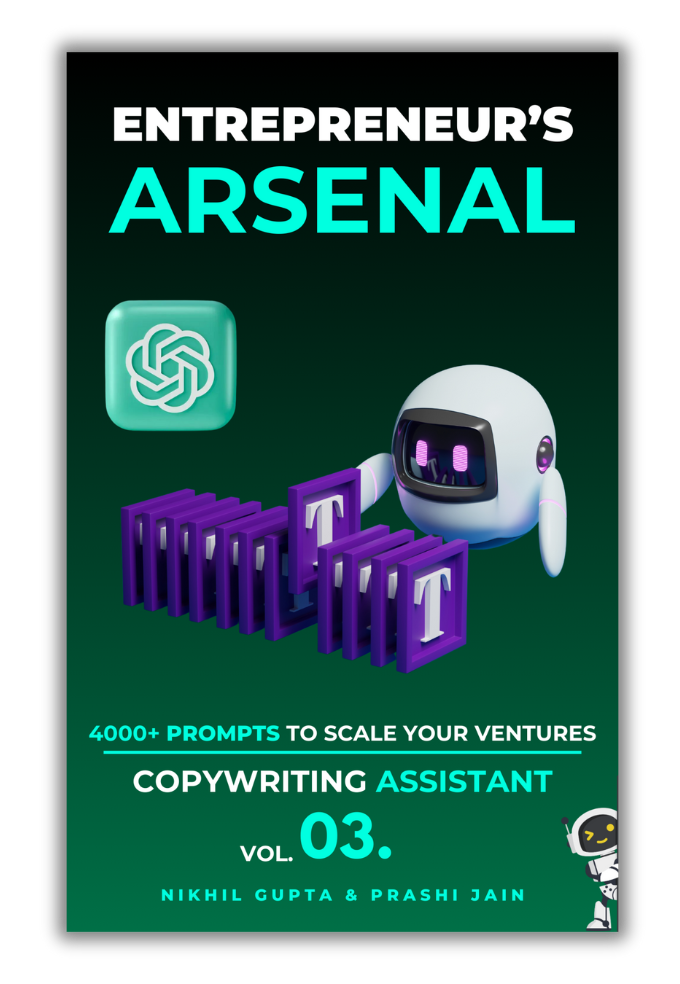 ENTREPRENEUR'S
ARSENAL
T
T
4000+ PROMPTS TO SCALE YOUR VENTURES
COPYWRITING ASSISTANT
VOL. 03.
NIKHIL GUPTA & PRASHI JAIN